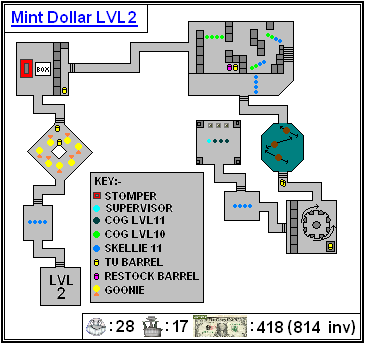 Mint Dollar LVL 2
BOX
KEY:-
STOMPER
SUPERVISOR
COG LVL11
COG LVL10
SKELLIE 11
TU BARREL
RESTOCK BARREL
GOONIE
LVL
2
:28 :17 :418 (814 inv)